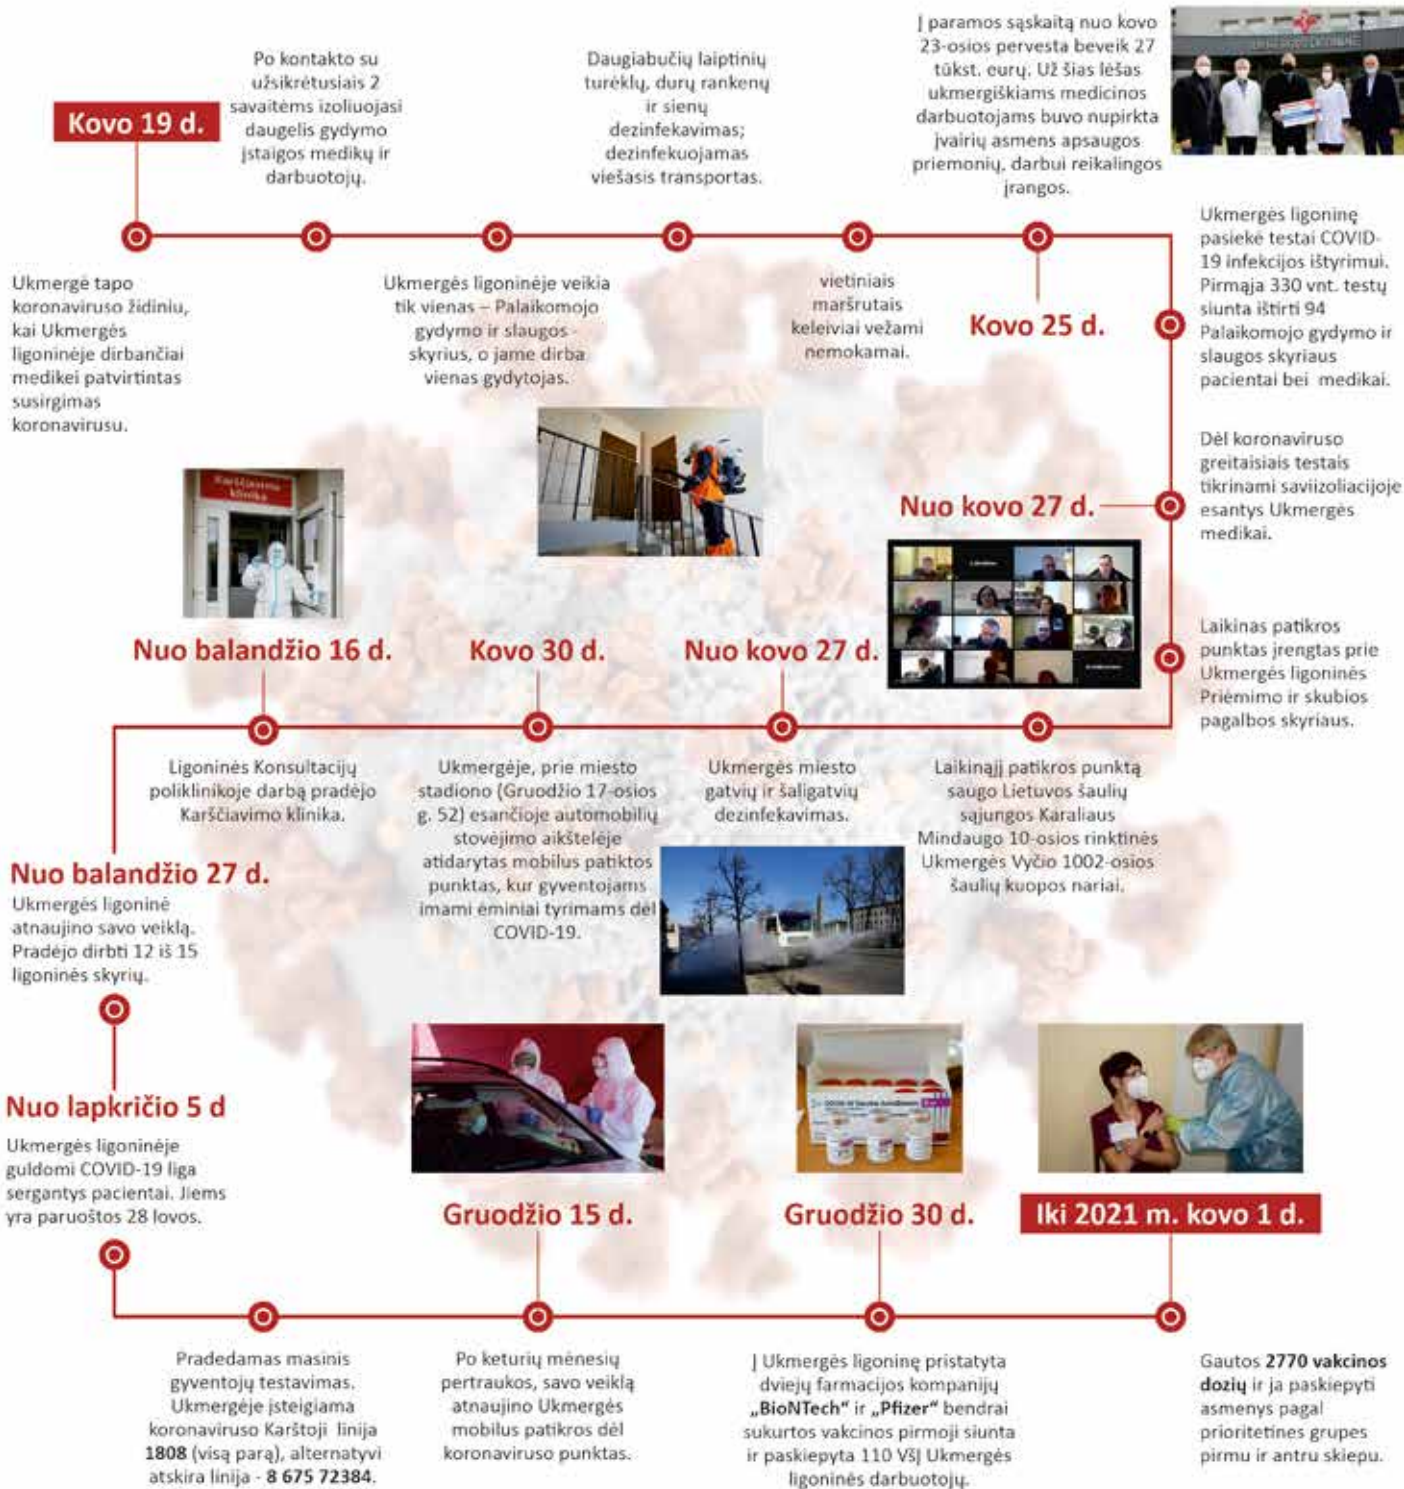 Kovo 19 d.
Ukmergė tapo
koronaviruso židiniu,
kai Ukmergės
ligoninėje dirbančiai
medikei patvirtintas
susirgimas
koronavirusu.
Po kontakto su
užsikrėtusiais 2
savaitėms izoliuojasi
daugelis gydymo
įstaigos medikų ir
darbuotojų.
Ukmergės ligoninėje veikia
tik vienas – Palaikomojo
gydymo ir slaugos -
skyrius, o jame dirba
vienas gydytojas.
Daugiabučių laiptinių
turėklų, durų rankenų
ir sienų
dezinfekavimas;
dezinfekuojamas
viešasis transportas.
vietiniais
maršrutais
keleiviai vežami
nemokamai.
Į paramos sąskaitą nuo kovo
23-osios pervesta beveik 27
tūkst. eurų. Už šias lėšas
ukmergiškiams medicinos
darbuotojams buvo nupirkta
įvairių asmens apsaugos
priemonių, darbui reikalingos
įrangos.
Kovo 25 d.
Ukmergės ligoninę
pasiekė testai COVID-
19 infekcijos ištyrimui.
Pirmąja 330 vnt. testų
siunta ištirti 94
Palaikomojo gydymo ir
slaugos skyriaus
pacientai bei medikai.
Nuo kovo 27 d.
Dėl koronaviruso
greitaisiais testais
tikrinami saviizoliacijoje
esantys Ukmergės
medikai.
Laikinas patikros
punktas įrengtas prie
Ukmergės ligoninės
Priėmimo ir skubios
pagalbos skyriaus.
Laikinąjį patikros punktą
saugo Lietuvos šaulių
sąjungos Karaliaus
Mindaugo 10-osios rinktinės
Ukmergės Vyčio 1002-osios
šaulių kuopos nariai.
Nuo kovo 27 d.
Ukmergės miesto
gatvių ir šaligatvių
dezinfekavimas.
Kovo 30 d.
Ukmergėje, prie miesto
stadiono (Gruodžio 17-osios
g. 52) esančioje automobilių
stovėjimo aikštelėje
atidarytas mobilus patiktos
punktas, kur gyventojams
imami ėminiai tyrimams dėl
COVID-19.
Karščiavimo
klinika
Nuo balandžio 16 d.
Ligoninės Konsultacijų
poliklinikoje darbą pradėjo
Karščiavimo klinika.
Nuo balandžio 27 d.
Ukmergės ligoninė
atnaujino savo veiklą.
Pradėjo dirbti 12 iš 15
ligoninės skyrių.
Nuo lapkričio 5 d
Ukmergės ligoninėje
guldomi COVID-19 liga
sergantys pacientai. Jiems
yra paruoštos 28 lovos.
Pradedamas masinis
gyventojų testavimas.
Ukmergėje įsteigiama
koronaviruso Karštoji linija
1808 (visą parą), alternatyvi
atskira linija - 8 675 72384.
Gruodžio 15 d.
Po keturių mėnesių
pertraukos, savo veiklą
atnaujino Ukmergės
mobilus patikros dėl
koronaviruso punktas.
Gruodžio 30 d.
Į Ukmergės ligoninę pristatyta
dviejų farmacijos kompanijų
„BioNTech“ ir „Pfizer“ bendrai
sukurtos vakcinos pirmoji siunta
ir paskiepyta 110 VšĮ Ukmergės
ligoninės darbuotojų.
Iki 2021 m. kovo 1 d.
Gautos 2770 vakcinos
dozių ir ja paskiepyti
asmenys pagal
prioritetines grupes
pirmu ir antru skiepu.